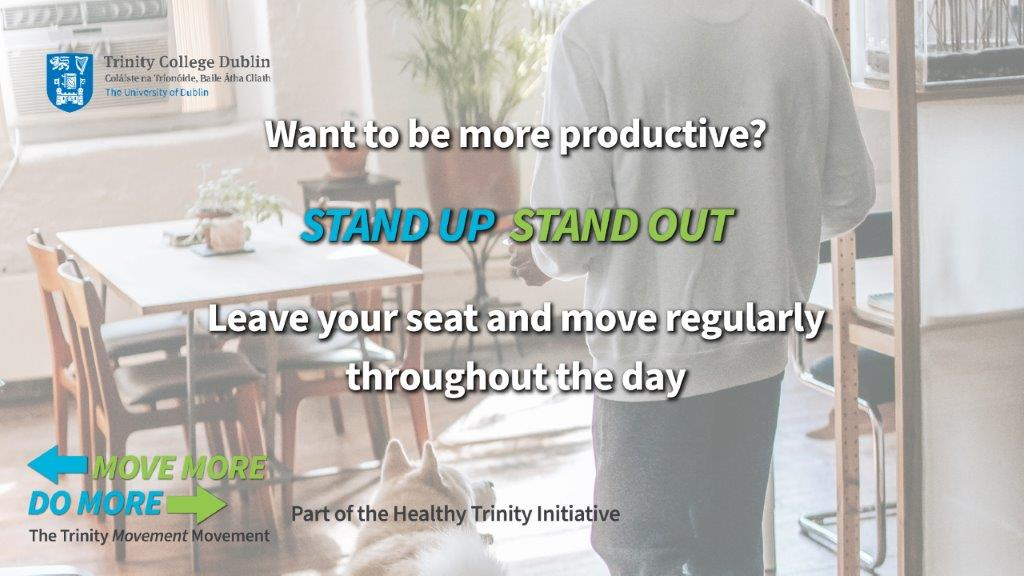 Trinity College Dublin
Coláiste na Tríonóide, Baile Átha Cliath
The University of Dublin
Want to be more productive?
STAND UP STAND OUT
Leave your seat and move regularly
throughout the day
MOVE MORE
DO MORE
The Trinity Movement Movement
Part of the Healthy Trinity Initiative